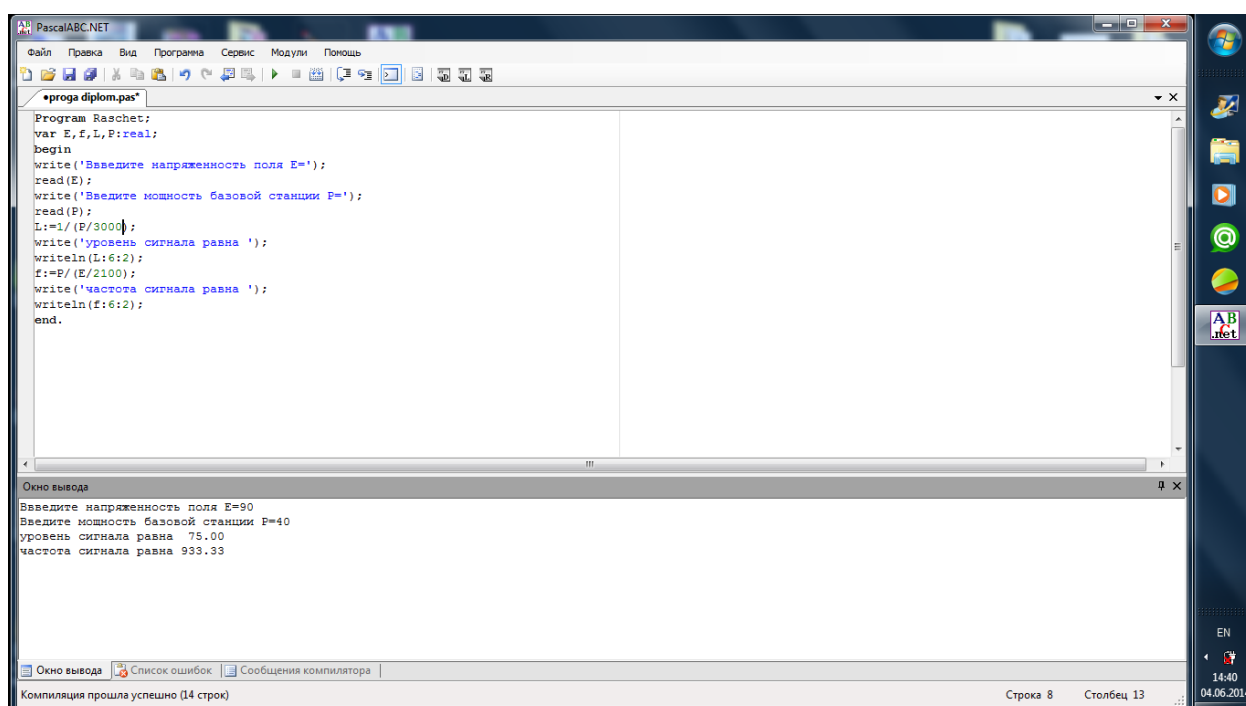 PascalABC.NET
Файл Правка Вид Программа Сервис Модули Помощь
•proga diplom.pas*
Program Raschet;
var E,f,L,P:real;
begin
write('Ввведите напряженность поля E=');
read(E);
write('Введите мощность базовой станции P=');
read(P);
L:=1/(P/3000);
write('уровень сигнала равна ');
writeln(L:6:2);
f:=P/(E/2100);
write('частота сигнала равна ');
writeln(f:6:2);
end.
Окно вывода
Ввведите напряженность поля E=90
Введите мощность базовой станции P=40
уровень сигнала равна  75.00
частота сигнала равна 933.33
Окно вывода Список ошибок Сообщения компилятора
Компиляция прошла успешно (14 строк) Строка 8 Столбец 13
AB
.net
EN
14:40
04.06.2014